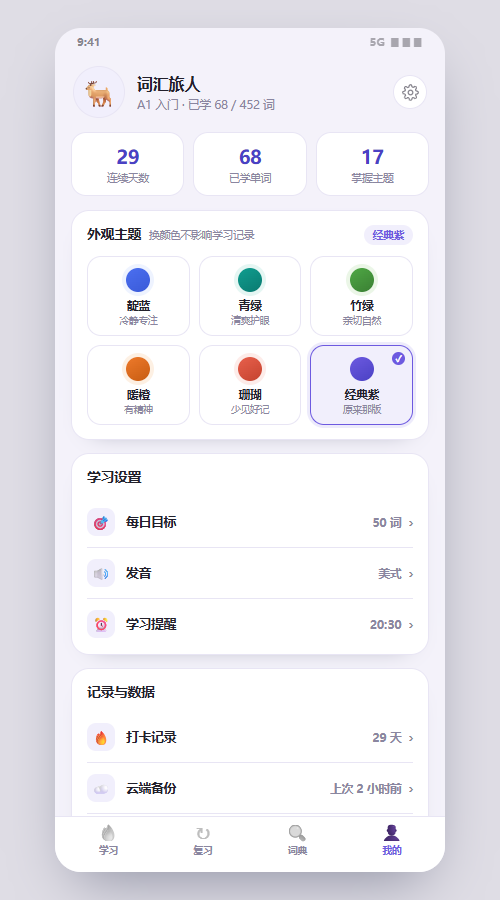 9:41
5G
词汇旅人
A1 入门 · 已学 68 / 452 词
29
连续天数
68
已学单词
17
掌握主题
外观主题 换颜色不影响学习记录 经典紫
靛蓝
冷静专注
青绿
清爽护眼
竹绿
亲切自然
暖橙
有精神
珊瑚
少见好记
经典紫
原来那版
学习设置
每日目标 50 词 ›
发音 美式 ›
学习提醒 20:30 ›
记录与数据
打卡记录 29 天 ›
云端备份 上次 2 小时前 ›
学习
复习
词典
我的